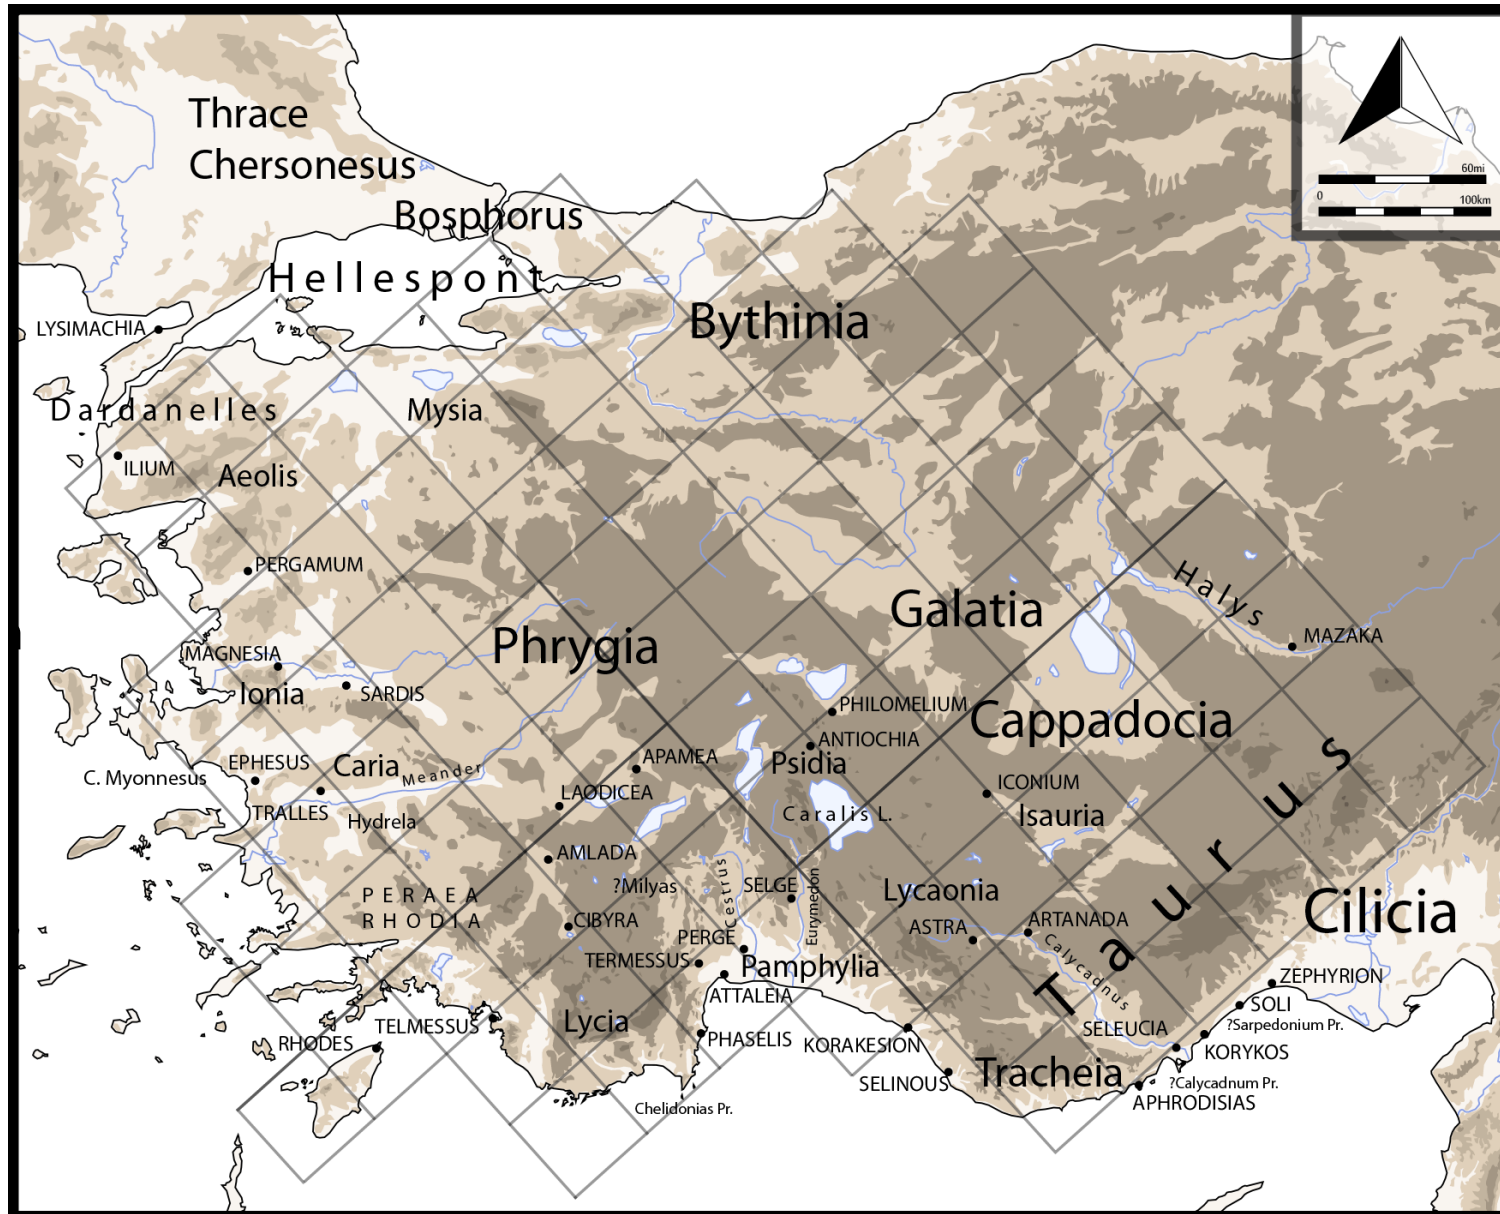 60mi
0
100km
Thrace
Chersonesus
Bosphorus
Hellespont
LYSIMACHIA
Bythinia
Dardanelles
Mysia
ILIUM
Aeolis
PERGAMUM
Halys
Galatia
MAZAKA
Phrygia
MAGNESIA
Ionia
SARDIS
PHILOMELIUM
Cappadocia
ANTIOCHIA
Psidia
APAMEA
EPHESUS
Caria
Meander
C. Myonnesus
LAODICEA
ICONIUM
Isauria
TRALLES
Hydrela
Caralis L.
Taurus
AMLADA
?Milyas
Cestrus
SELGE
Eurymedon
Lycaonia
PERAEA
RHODIA
CIBYRA
ASTRA
ARTANADA
Cilicia
PERGE
Calycadnus
TERMESSUS
Pamphylia
ZEPHYRION
ATTALEIA
SOLI
Lycia
TELMESSUS
?Sarpedonium Pr.
SELEUCIA
RHODES
PHASELIS
KORAKESION
KORYKOS
Tracheia
SELINOUS
?Calycadnum Pr.
APHRODISIAS
Chelidonias Pr.